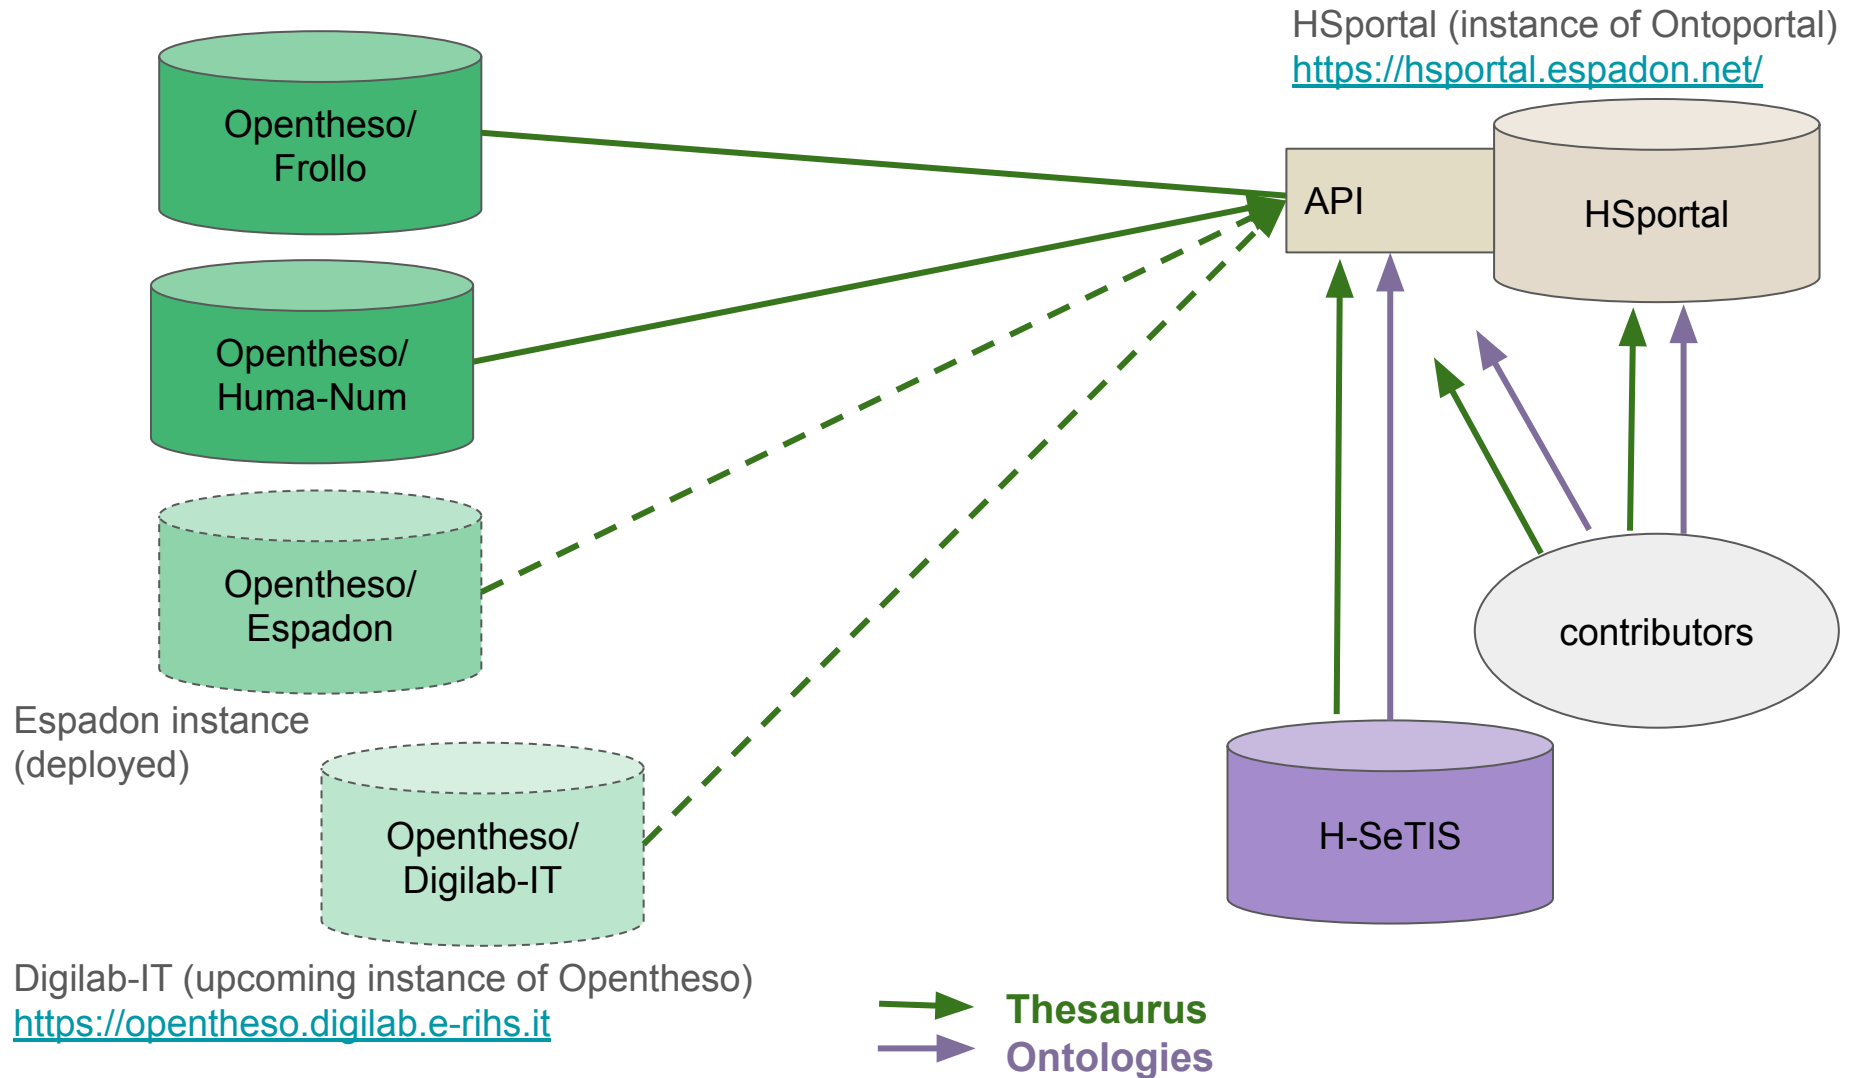 HSportal (instance of Ontoportal)
https://hsportal.espadon.net/
Opentheso/
Frollo
API
HSportal
Opentheso/
Huma-Num
Opentheso/
Espadon
contributors
Espadon instance
(deployed)
Opentheso/
Digilab-IT
H-SeTIS
Digilab-IT (upcoming instance of Opentheso)
https://opentheso.digilab.e-rihs.it
Thesaurus
Ontologies